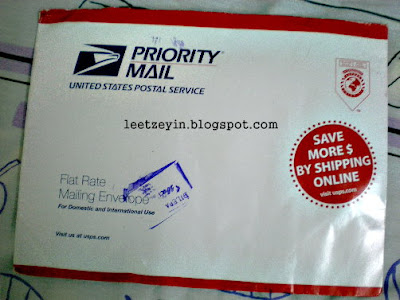 PRIORITY
MAIL
UNITED STATES POSTAL SERVICE
leetzeyin.blogspot.com
SAVE
MORE $
BY SHIPPING
ONLINE
visit usps.com
Flat Rate
Mailing Envelope
For Domestic and International Use
Visit us at usps.com